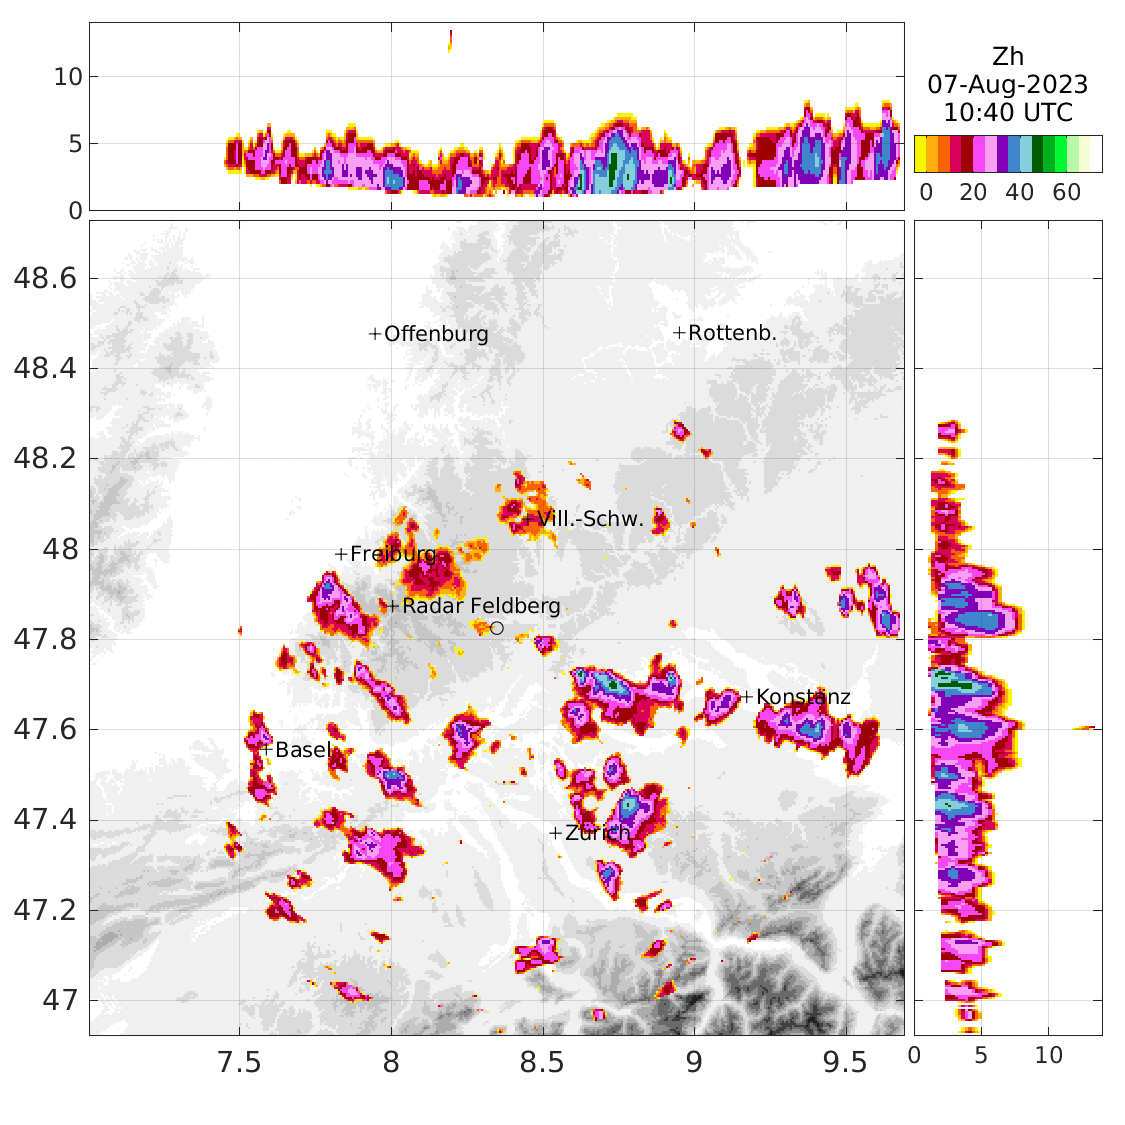 10
5
0
Zh
07-Aug-2023
10:40 UTC
0 20 40 60
48.6
48.4
48.2
48
47.8
47.6
47.4
47.2
47
+Offenburg
+Rottenb.
+Vill.-Schw.
+Freiburg
+Radar Feldberg
+Konstanz
+Basel
+Zürich
7.5 8 8.5 9 9.5
0 5 10